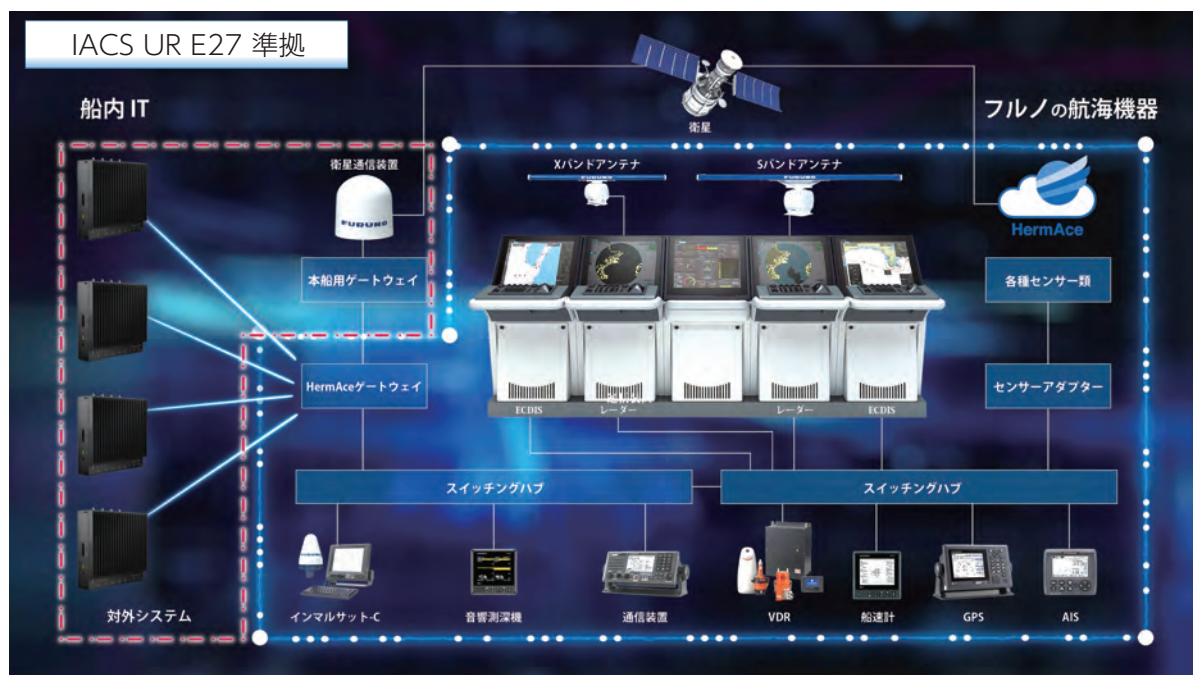 IACS UR E27 準拠
船内 IT
衛星
フルノの航海機器
衛星通信装置
Xバンドアンテナ
Sバンドアンテナ
FURUNO
HermAce
本船用ゲートウェイ
各種センサー類
HermAceゲートウェイ
センサーアダプター
ECDIS
レーダー
レーダー
ECDIS
スイッチングハブ
スイッチングハブ
対外システム
インマルサット-C
音響測深機
通信装置
VDR
船速計
GPS
AIS